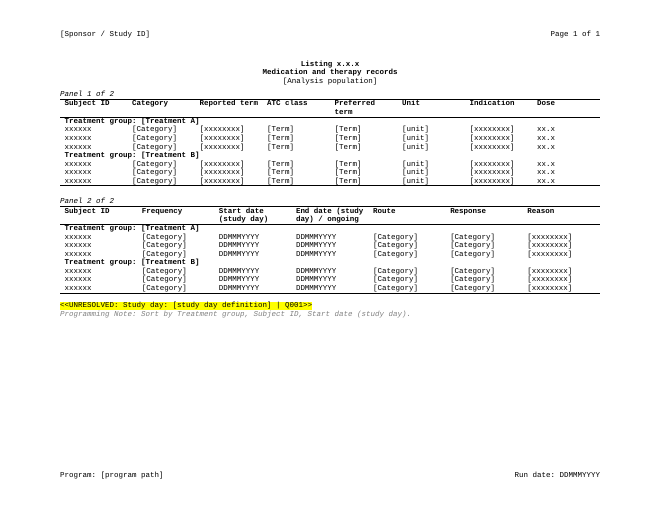 [Sponsor / Study ID] Page 1 of 1
Listing x.x.x
Medication and therapy records
[Analysis population]
Panel 1 of 2
Subject ID Category Reported term ATC class Preferred term Unit Indication Dose
Treatment group: [Treatment A]
xxxxxx [Category] [xxxxxxxx] [Term] [Term] [unit] [xxxxxxxx] xx.x
xxxxxx [Category] [xxxxxxxx] [Term] [Term] [unit] [xxxxxxxx] xx.x
xxxxxx [Category] [xxxxxxxx] [Term] [Term] [unit] [xxxxxxxx] xx.x
Treatment group: [Treatment B]
xxxxxx [Category] [xxxxxxxx] [Term] [Term] [unit] [xxxxxxxx] xx.x
xxxxxx [Category] [xxxxxxxx] [Term] [Term] [unit] [xxxxxxxx] xx.x
xxxxxx [Category] [xxxxxxxx] [Term] [Term] [unit] [xxxxxxxx] xx.x
Panel 2 of 2
Subject ID Frequency Start date (study day) End date (study day) / ongoing Route Response Reason
Treatment group: [Treatment A]
xxxxxx [Category] DDMMMYYYY DDMMMYYYY [Category] [Category] [xxxxxxxx]
xxxxxx [Category] DDMMMYYYY DDMMMYYYY [Category] [Category] [xxxxxxxx]
xxxxxx [Category] DDMMMYYYY DDMMMYYYY [Category] [Category] [xxxxxxxx]
Treatment group: [Treatment B]
xxxxxx [Category] DDMMMYYYY DDMMMYYYY [Category] [Category] [xxxxxxxx]
xxxxxx [Category] DDMMMYYYY DDMMMYYYY [Category] [Category] [xxxxxxxx]
xxxxxx [Category] DDMMMYYYY DDMMMYYYY [Category] [Category] [xxxxxxxx]
<<UNRESOLVED: Study day: [study day definition] | Q001>>
Programming Note: Sort by Treatment group, Subject ID, Start date (study day).
Program: [program path] Run date: DDMMMYYYY